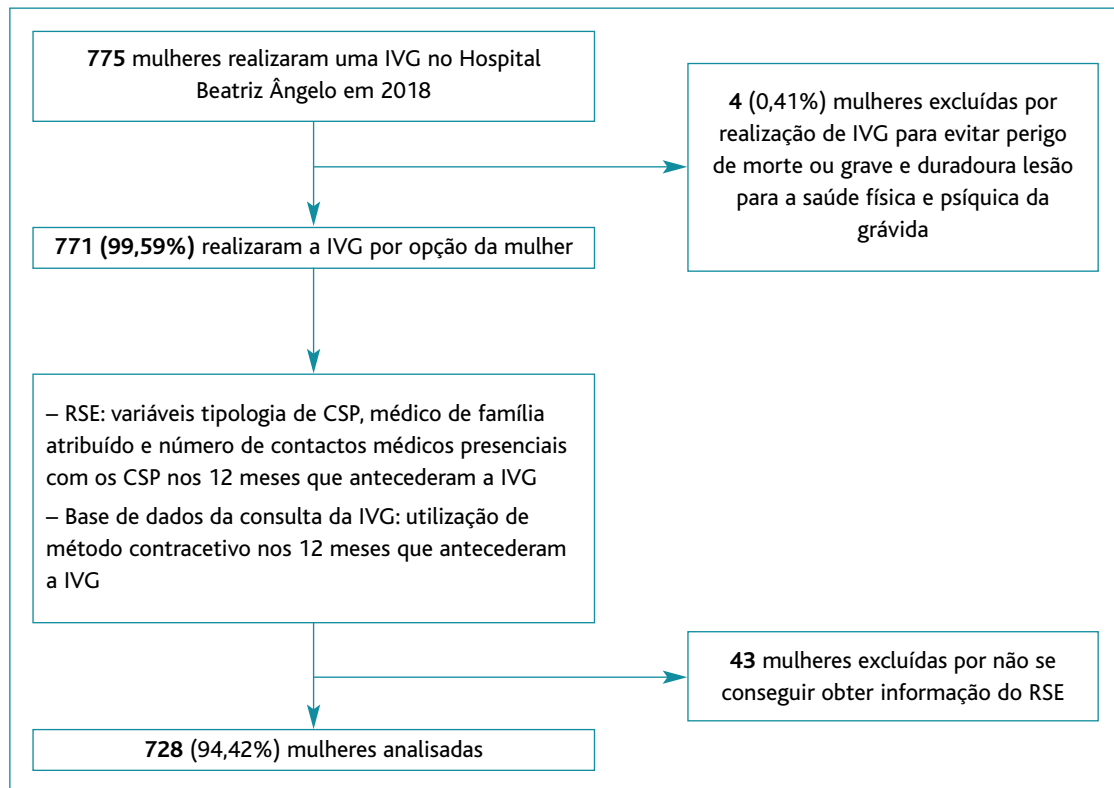 775 mulheres realizaram uma IVG no Hospital
Beatriz Ângelo em 2018
4 (0,41%) mulheres excluídas por
realização de IVG para evitar perigo
de morte ou grave e duradoura lesão
para a saúde física e psíquica da
grávida
771 (99,59%) realizaram a IVG por opção da mulher
– RSE: variáveis tipologia de CSP, médico de família
atribuído e número de contactos médicos presenciais
com os CSP nos 12 meses que antecederam a IVG
– Base de dados da consulta da IVG: utilização de
método contracetivo nos 12 meses que antecederam
a IVG
43 mulheres excluídas por não se
conseguir obter informação do RSE
728 (94,42%) mulheres analisadas